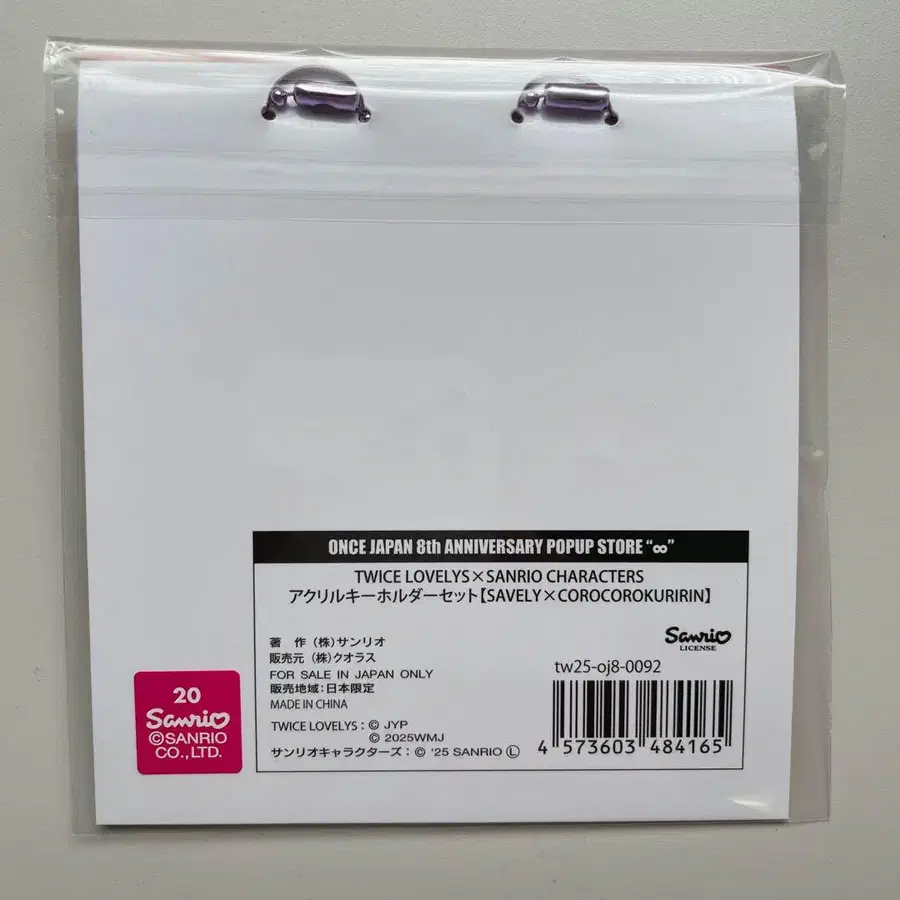 ONCE JAPAN 8th ANNIVERSARY POPUP STORE “∞”
TWICE LOVELYS×SANRIO CHARACTERS
アクリルキーホルダーセット【SAVELY×COROCOROKURIRIN】
著 作 （株）サンリオ
販売元 （株）クオラス
FOR SALE IN JAPAN ONLY
販売地域：日本限定
MADE IN CHINA
TWICE LOVELYS：© JYP
© 2025WMJ
サンリオキャラクターズ：© '25 SANRIO Ⓛ
Sanrio
LICENSE
tw25-oj8-0092
4 573603 484165
20
Sanrio
©SANRIO
CO.,LTD.